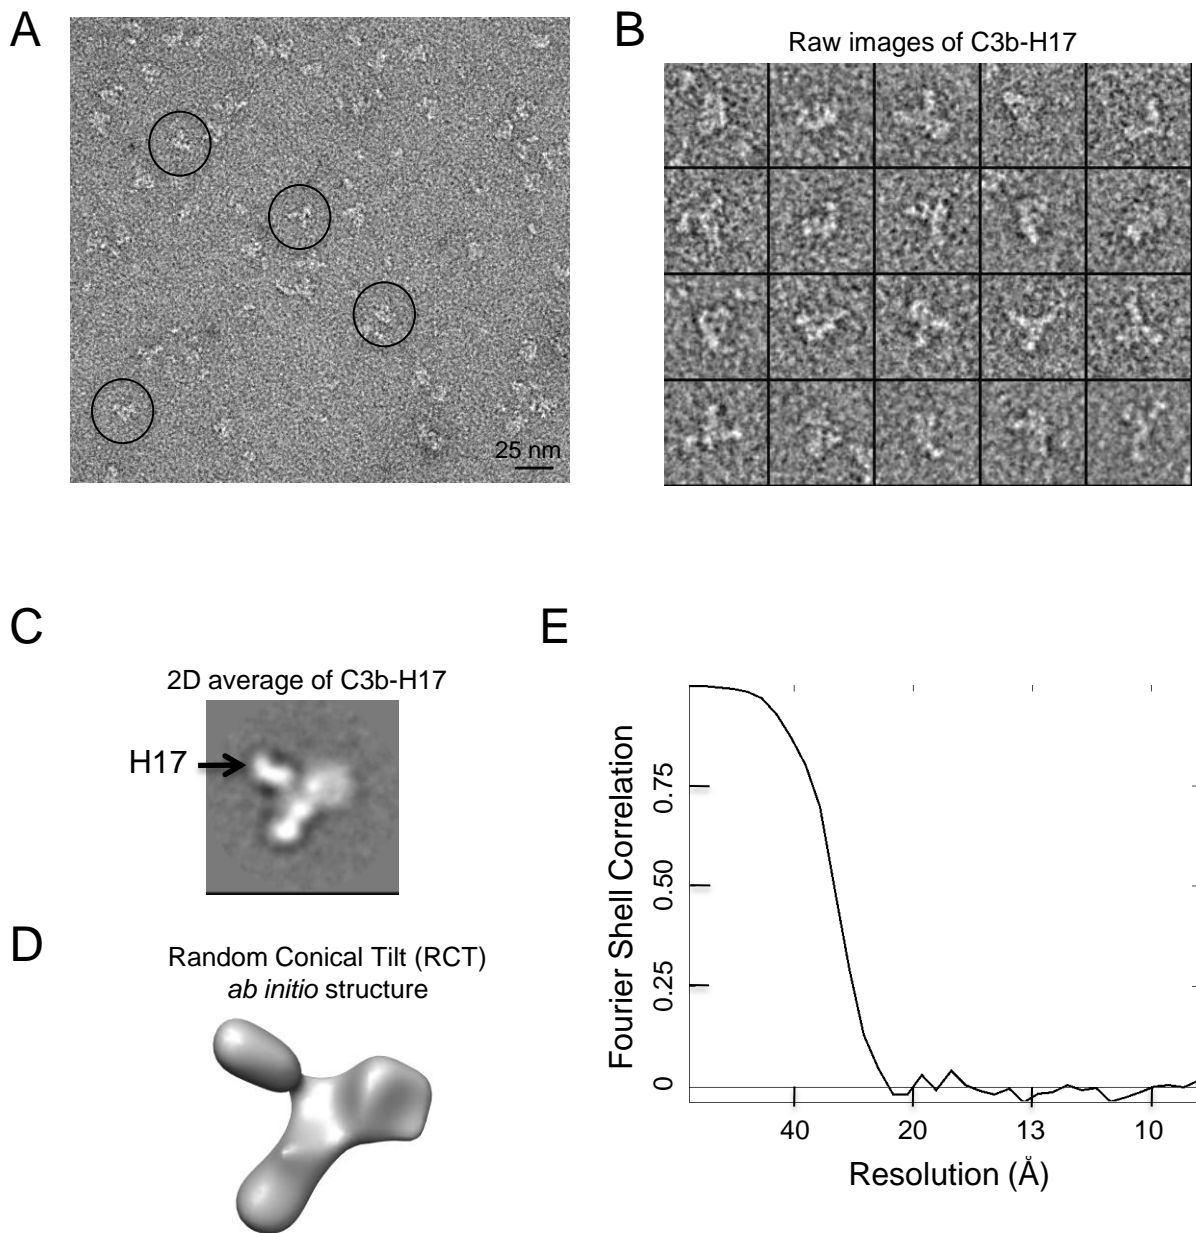 A
25 nm
B
Raw images of C3b-H17
C
2D average of C3b-H17
H17
D
Random Conical Tilt (RCT)
ab initio structure
E
Fourier Shell Correlation
0.75
0.50
0.25
0
40
20
13
10
Resolution (Å)